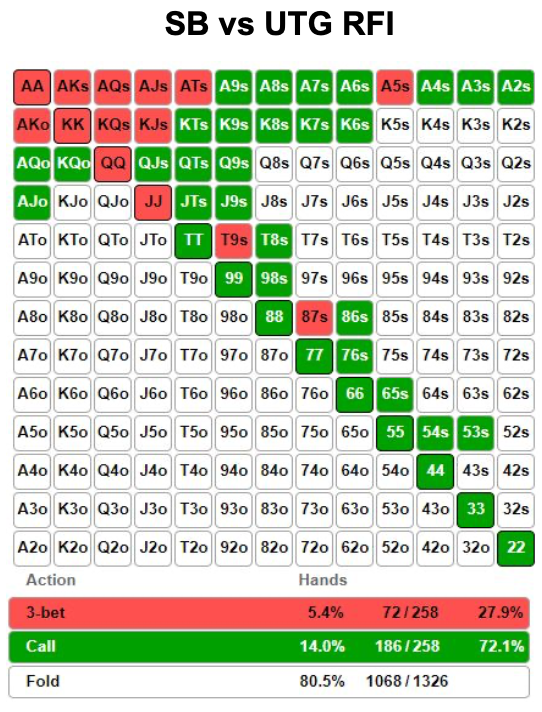 SB vs UTG RFI
AA AKs AQs AJs ATs A9s A8s A7s A6s A5s A4s A3s A2s
AKo KK KQs KJs KTs K9s K8s K7s K6s K5s K4s K3s K2s
AQo KQo QQ QJs QTs Q9s Q8s Q7s Q6s Q5s Q4s Q3s Q2s
AJo KJo QJo JJ JTs J9s J8s J7s J6s J5s J4s J3s J2s
ATo KTo QTo JTo TT T9s T8s T7s T6s T5s T4s T3s T2s
A9o K9o Q9o J9o T9o 99 98s 97s 96s 95s 94s 93s 92s
A8o K8o Q8o J8o T8o 98o 88 87s 86s 85s 84s 83s 82s
A7o K7o Q7o J7o T7o 97o 87o 77 76s 75s 74s 73s 72s
A6o K6o Q6o J6o T6o 96o 86o 76o 66 65s 64s 63s 62s
A5o K5o Q5o J5o T5o 95o 85o 75o 65o 55 54s 53s 52s
A4o K4o Q4o J4o T4o 94o 84o 74o 64o 54o 44 43s 42s
A3o K3o Q3o J3o T3o 93o 83o 73o 63o 53o 43o 33 32s
A2o K2o Q2o J2o T2o 92o 82o 72o 62o 52o 42o 32o 22
Action Hands
3-bet 5.4% 72 / 258 27.9%
Call 14.0% 186 / 258 72.1%
Fold 80.5% 1068 / 1326